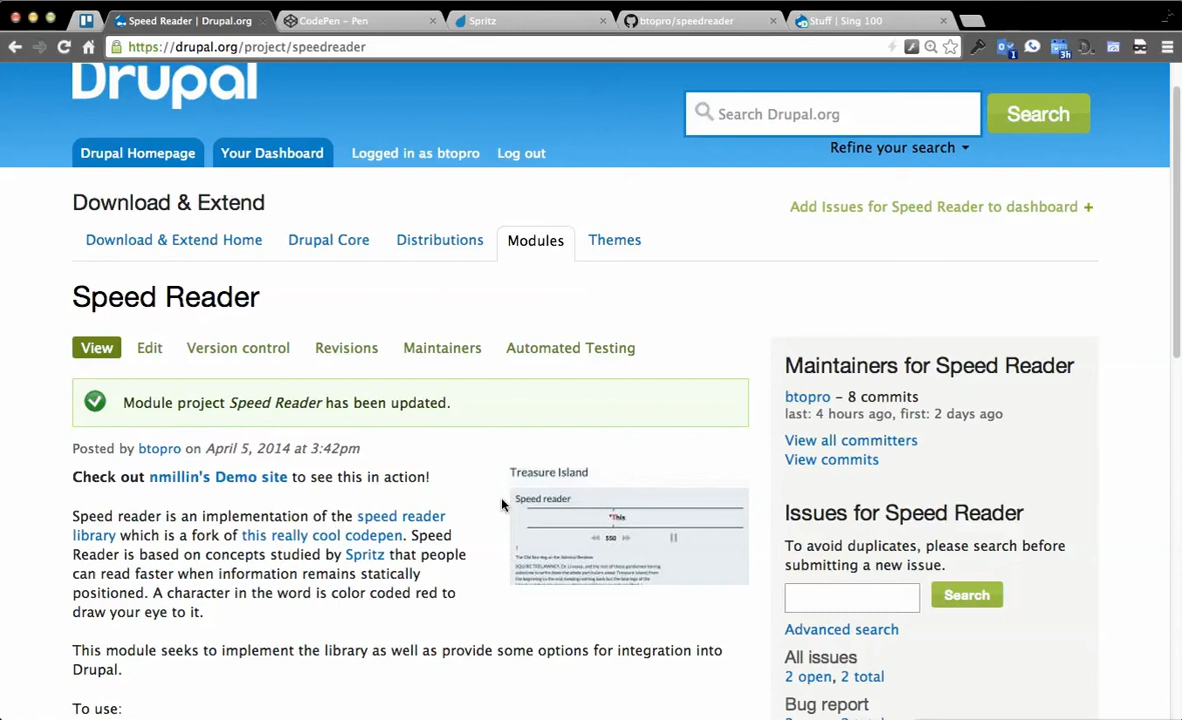 Speed Reader | Drupal.org
CodePen - Pen
Spritz
btopro/speedreader
Stuff | Sing 100
https://drupal.org/project/speedreader
1
3h
Drupal
Search Drupal.org
Search
Refine your search
Drupal Homepage
Your Dashboard
Logged in as btopro
Log out
Download & Extend
Add Issues for Speed Reader to dashboard +
Download & Extend Home
Drupal Core
Distributions
Modules
Themes
Speed Reader
View
Edit
Version control
Revisions
Maintainers
Automated Testing
Module project Speed Reader has been updated.
Posted by btopro on April 5, 2014 at 3:42pm
Check out nmillin's Demo site to see this in action!
Speed reader is an implementation of the speed reader
library which is a fork of this really cool codepen. Speed
Reader is based on concepts studied by Spritz that people
can read faster when information remains statically
positioned. A character in the word is color coded red to
draw your eye to it.
Treasure Island
Speed reader
"This
550
This module seeks to implement the library as well as provide some options for integration into
Drupal.
To use:
Maintainers for Speed Reader
btopro – 8 commits
last: 4 hours ago, first: 2 days ago
View all committers
View commits
Issues for Speed Reader
To avoid duplicates, please search before
submitting a new issue.
Search
Advanced search
All issues
2 open, 2 total
Bug report